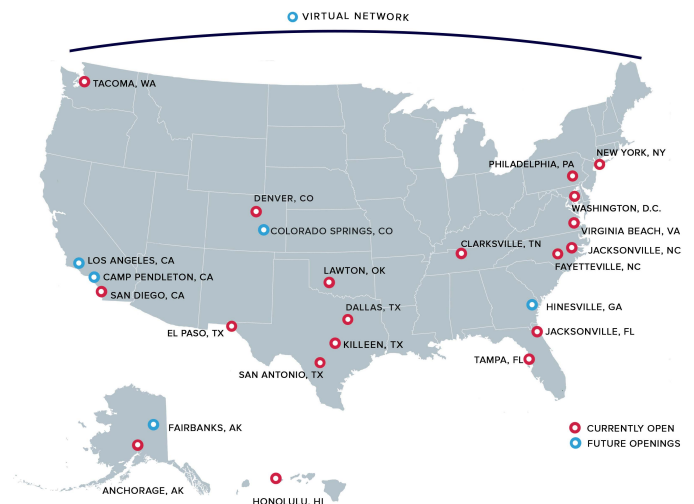 VIRTUAL NETWORK
TACOMA, WA
NEW YORK, NY
PHILADELPHIA, PA
DENVER, CO
WASHINGTON, D.C.
COLORADO SPRINGS, CO
VIRGINIA BEACH, VA
CLARKSVILLE, TN
JACKSONVILLE, NC
LOS ANGELES, CA
FAYETTEVILLE, NC
LAWTON, OK
CAMP PENDLETON, CA
SAN DIEGO, CA
DALLAS, TX
HINESVILLE, GA
EL PASO, TX
JACKSONVILLE, FL
KILLEEN, TX
TAMPA, FL
SAN ANTONIO, TX
FAIRBANKS, AK
CURRENTLY OPEN
FUTURE OPENINGS
ANCHORAGE, AK
HONOLULU, HI